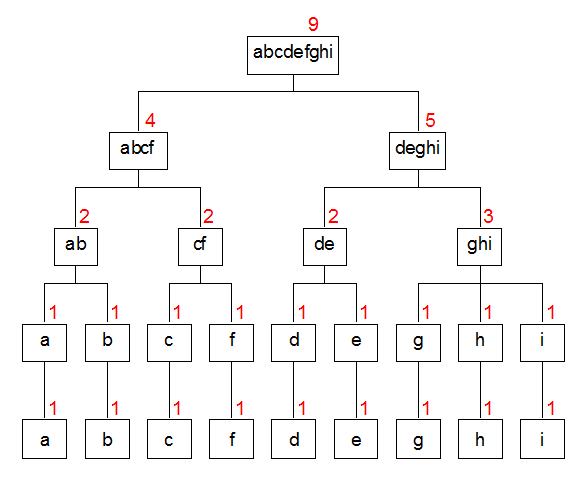 9
abcdefghi
4 5
abcf deghi
2 2 2 3
ab cf de ghi
1 1 1 1 1 1 1 1 1
a b c f d e g h i
1 1 1 1 1 1 1 1 1
a b c f d e g h i